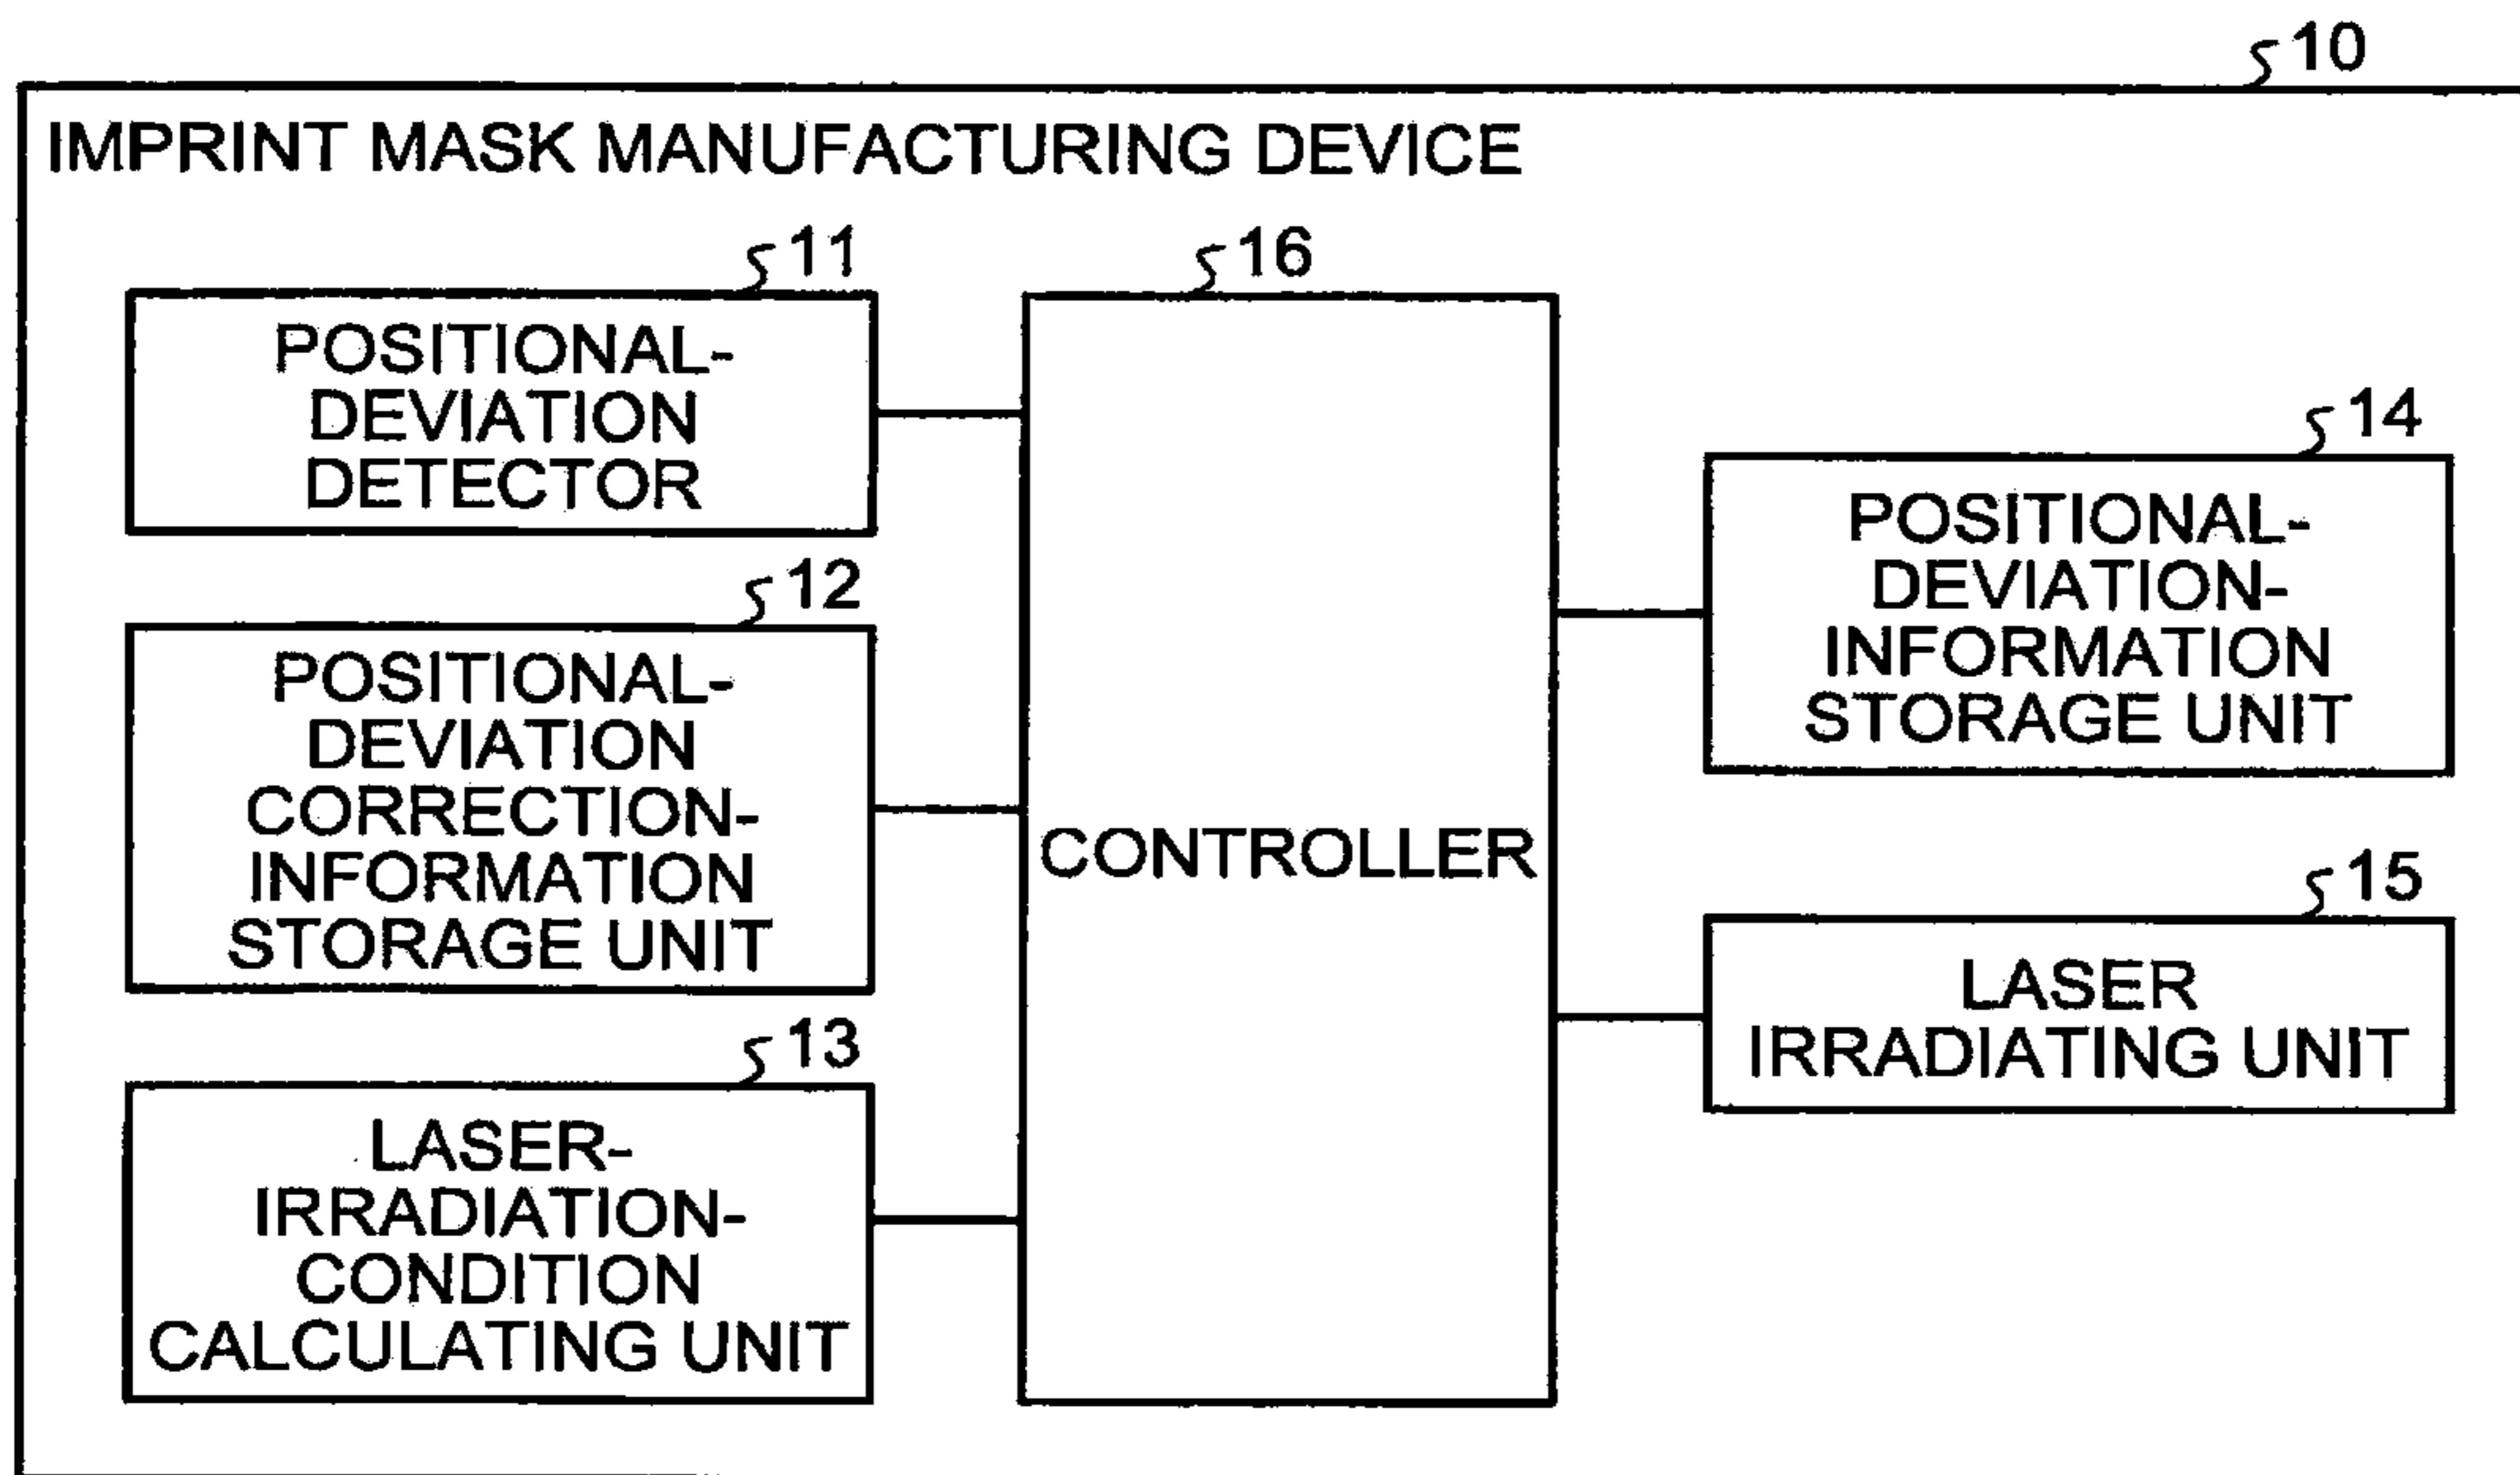 10
IMPRINT MASK MANUFACTURING DEVICE
11
POSITIONAL-
DEVIATION
DETECTOR
12
POSITIONAL-
DEVIATION
CORRECTION-
INFORMATION
STORAGE UNIT
13
LASER-
IRRADIATION-
CONDITION
CALCULATING UNIT
16
CONTROLLER
14
POSITIONAL-
DEVIATION-
INFORMATION
STORAGE UNIT
15
LASER
IRRADIATING UNIT